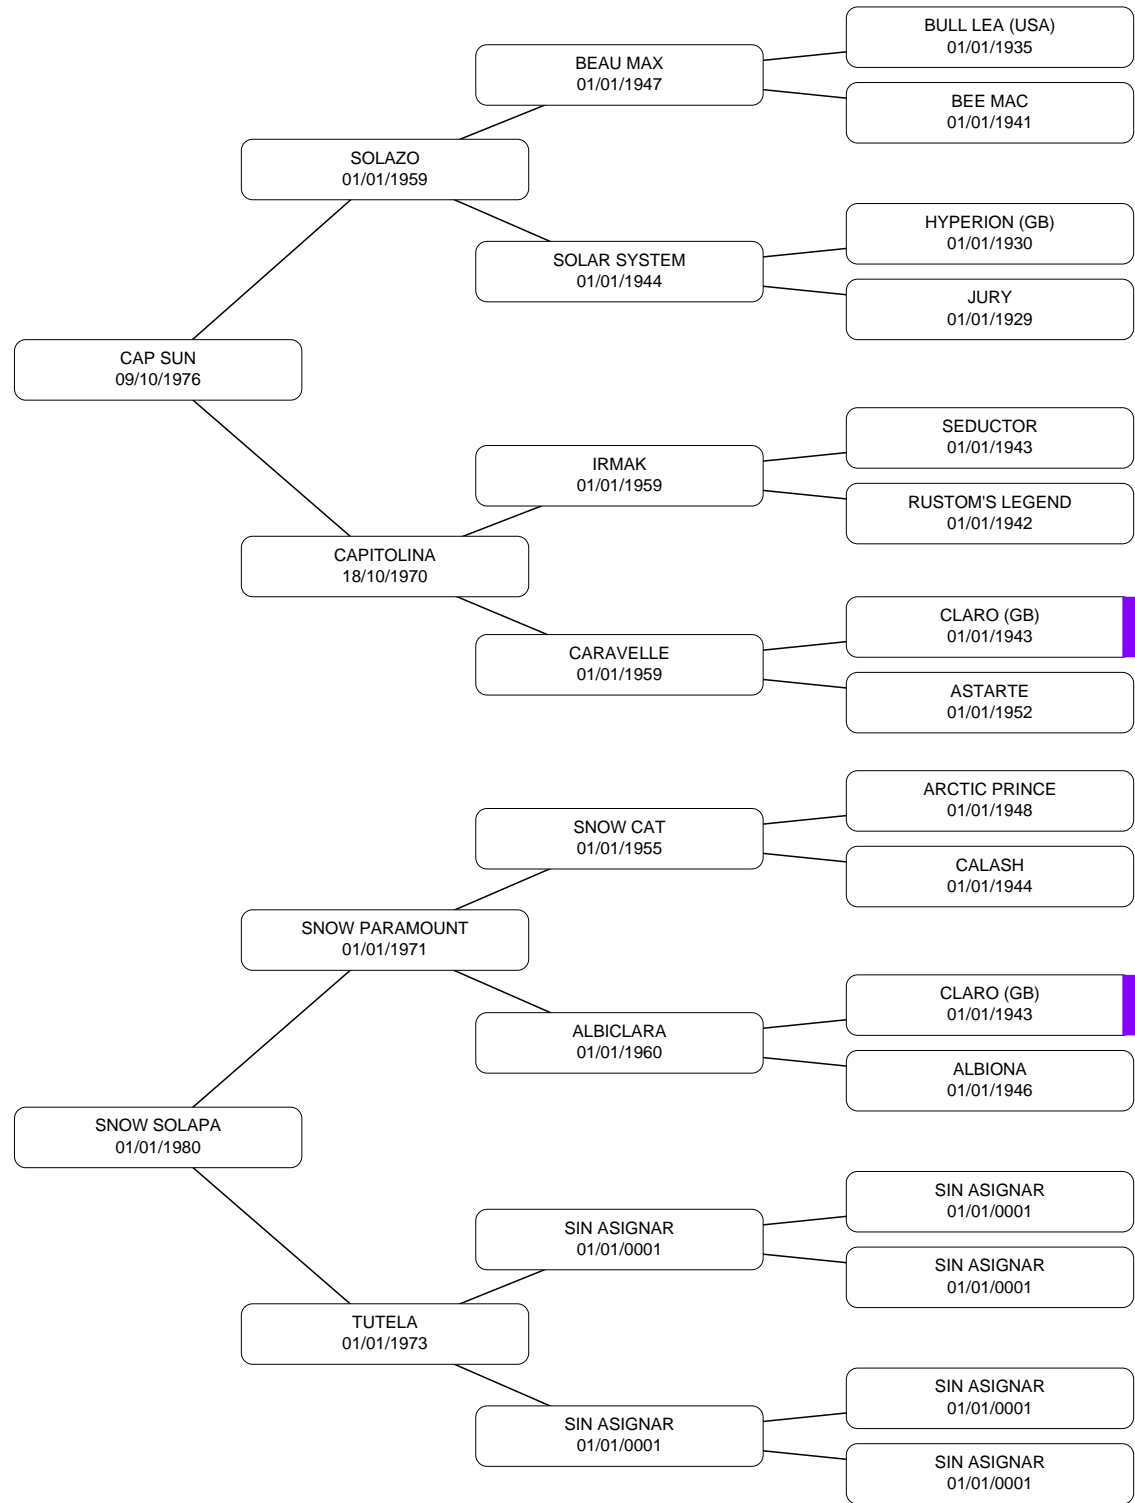 BULL LEA (USA)
01/01/1935
BEAU MAX
01/01/1947
BEE MAC
01/01/1941
SOLAZO
01/01/1959
HYPERION (GB)
01/01/1930
SOLAR SYSTEM
01/01/1944
JURY
01/01/1929
CAP SUN
09/10/1976
SEDUCTOR
01/01/1943
IRMAK
01/01/1959
RUSTOM'S LEGEND
01/01/1942
CAPITOLINA
18/10/1970
CLARO (GB)
01/01/1943
CARAVELLE
01/01/1959
ASTARTE
01/01/1952
ARCTIC PRINCE
01/01/1948
SNOW CAT
01/01/1955
CALASH
01/01/1944
SNOW PARAMOUNT
01/01/1971
CLARO (GB)
01/01/1943
ALBICLARA
01/01/1960
ALBIONA
01/01/1946
SNOW SOLAPA
01/01/1980
SIN ASIGNAR
01/01/0001
SIN ASIGNAR
01/01/0001
SIN ASIGNAR
01/01/0001
TUTELA
01/01/1973
SIN ASIGNAR
01/01/0001
SIN ASIGNAR
01/01/0001
SIN ASIGNAR
01/01/0001